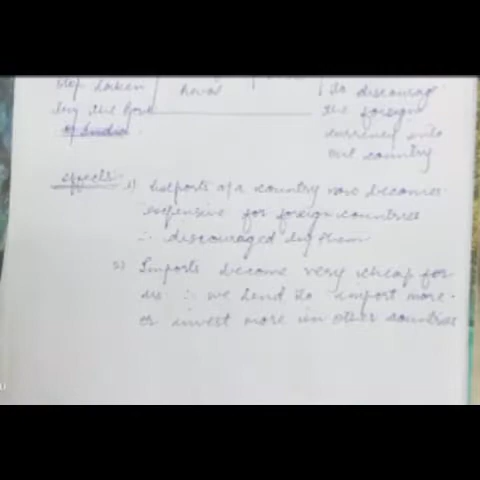 step taken
to discourage
by the Govt
the foreign
of India
currency into
our country
effects :-
1) Exports of a country now becomes
expensive for foreign countries
∴ discouraged by them
2) Imports become very cheap for
us ∴ we tend to import more
or invest more in other countries